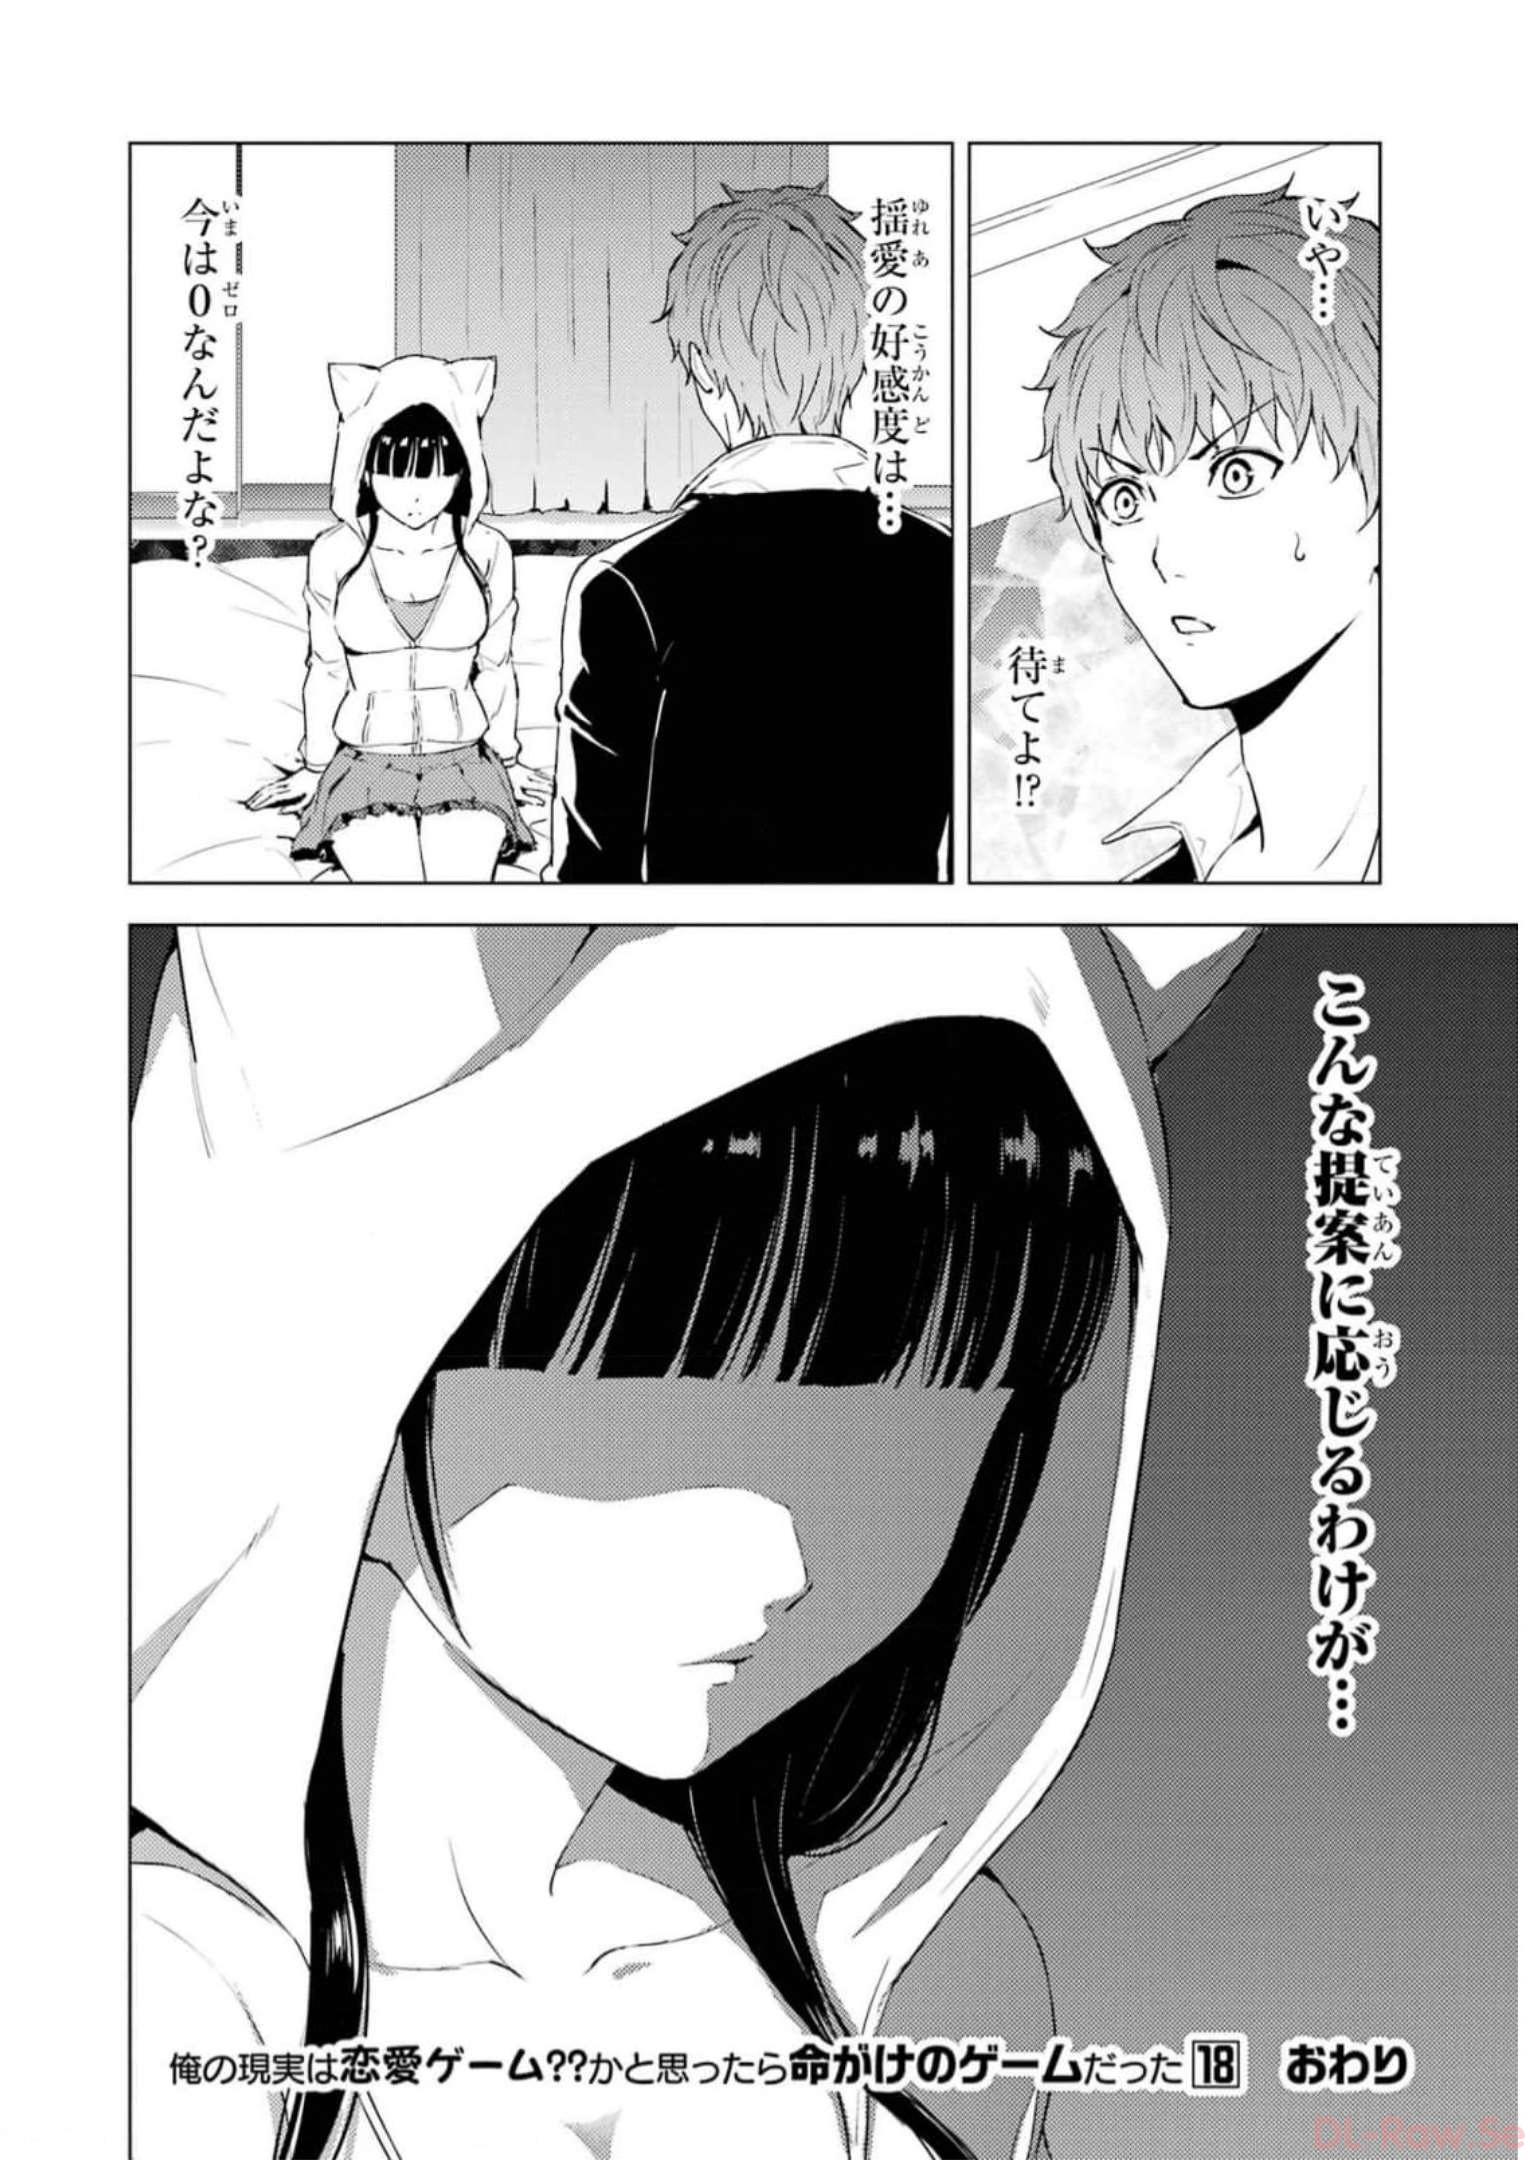 いや…
待てよ!?
揺愛の好感度は…
今は0なんだよな?
こんな提案に応じるわけが…
俺の現実は恋愛ゲーム??かと思ったら命がけのゲームだった 18 おわり
DL-Raw.Se